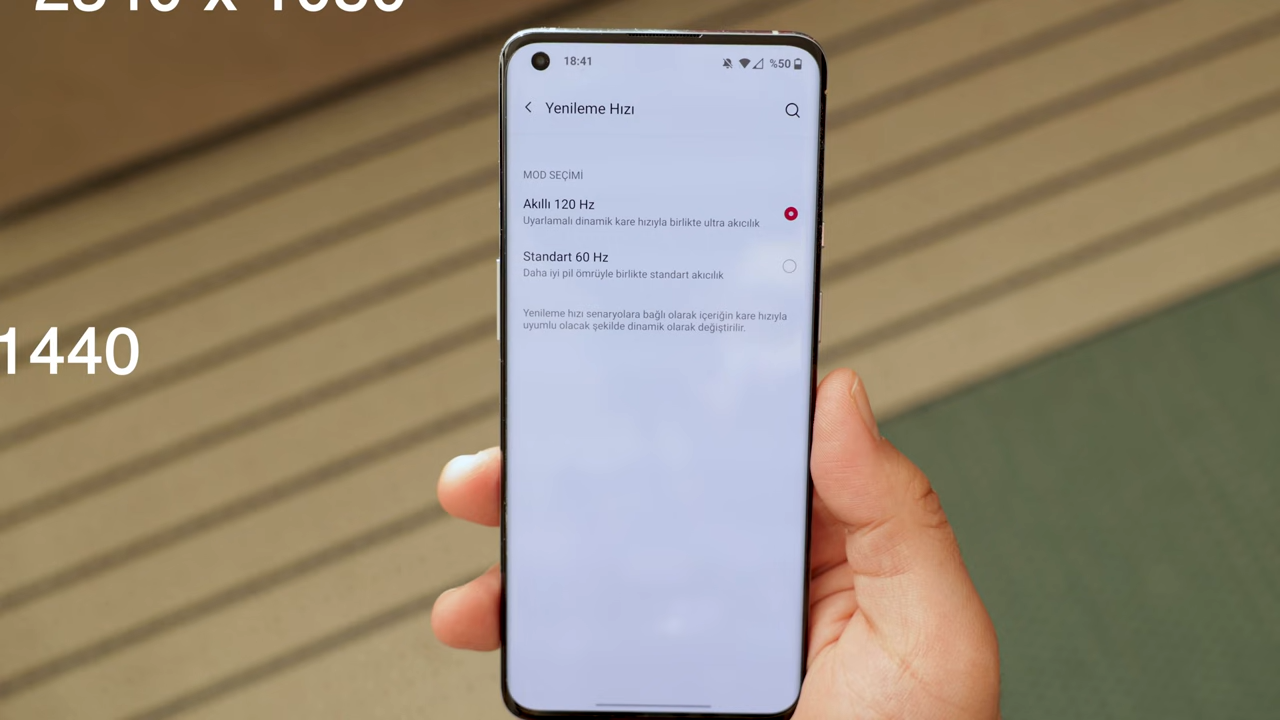 18:41
%50
Yenileme Hızı
MOD SEÇİMİ
Akıllı 120 Hz
Uyarlamalı dinamik kare hızıyla birlikte ultra akıcılık
Standart 60 Hz
Daha iyi pil ömrüyle birlikte standart akıcılık
Yenileme hızı senaryolara bağlı olarak içeriğin kare hızıyla
uyumlu olacak şekilde dinamik olarak değiştirilir.
1440